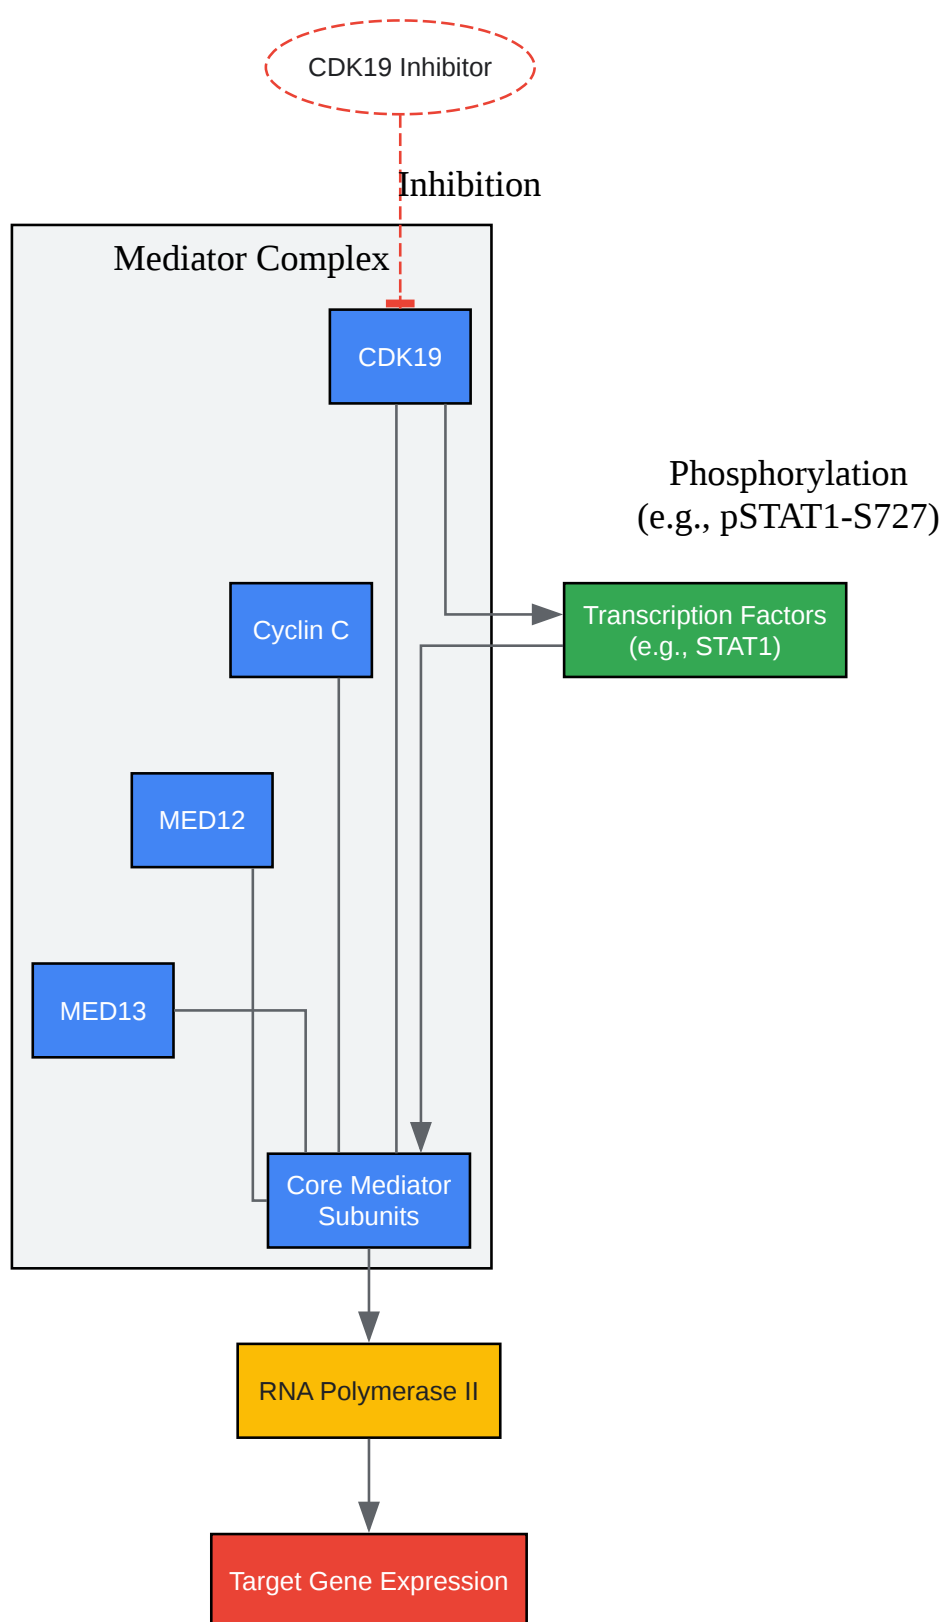 CDK19 Inhibitor
Inhibition
Mediator Complex
CDK19
Phosphorylation
(e.g., pSTAT1-S727)
Cyclin C
Transcription Factors
(e.g., STAT1)
MED12
MED13
Core Mediator
Subunits
RNA Polymerase II
Target Gene Expression